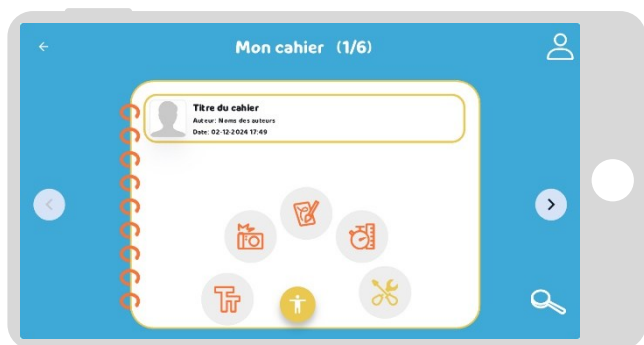 Mon cahier (1/6)
Titre du cahier
Auteur: Noms des auteurs
Date: 02-12-2024 17:49